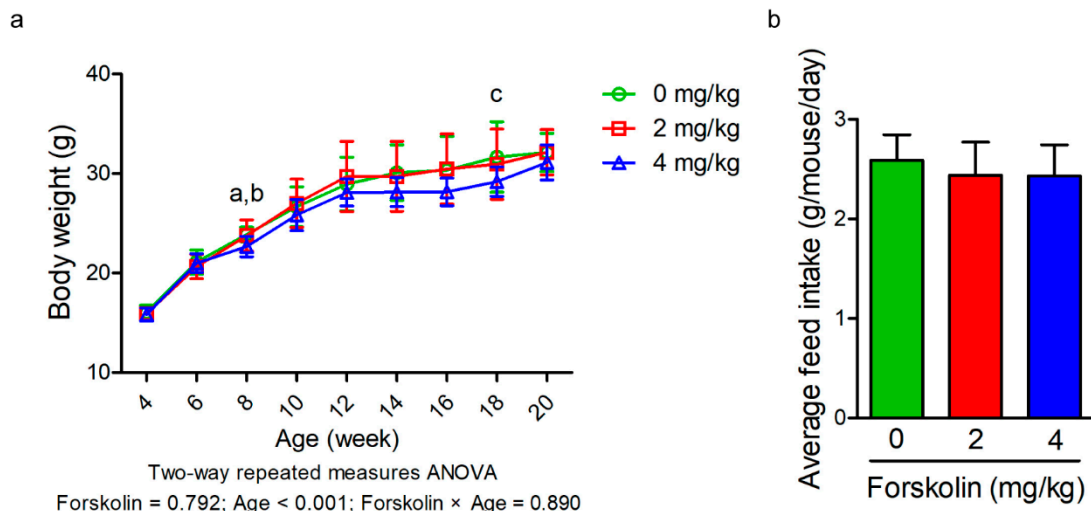 a
Body weight (g)
40
30
20
10
a,b
c
4
6
8
10
12
14
16
18
20
Age (week)
0 mg/kg
2 mg/kg
4 mg/kg
Two-way repeated measures ANOVA
Forskolin = 0.792; Age < 0.001; Forskolin × Age = 0.890
b
Average feed intake (g/mouse/day)
3
2
1
0
0
2
4
Forskolin (mg/kg)